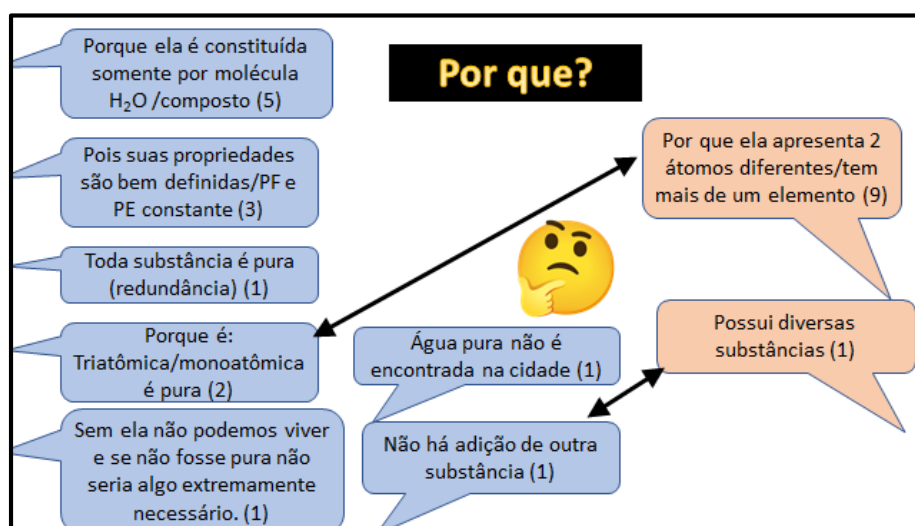 Porque ela é constituída
somente por molécula
H₂O /composto (5)
Por que?
Pois suas propriedades
são bem definidas/PF e
PE constante (3)
Por que ela apresenta 2
átomos diferentes/tem
mais de um elemento (9)
Toda substância é pura
(redundância) (1)
Porque é:
Triatômica/monoatômica
é pura (2)
Água pura não é
encontrada na cidade (1)
Possui diversas
substâncias (1)
Sem ela não podemos viver
e se não fosse pura não
seria algo extremamente
necessário. (1)
Não há adição de outra
substância (1)